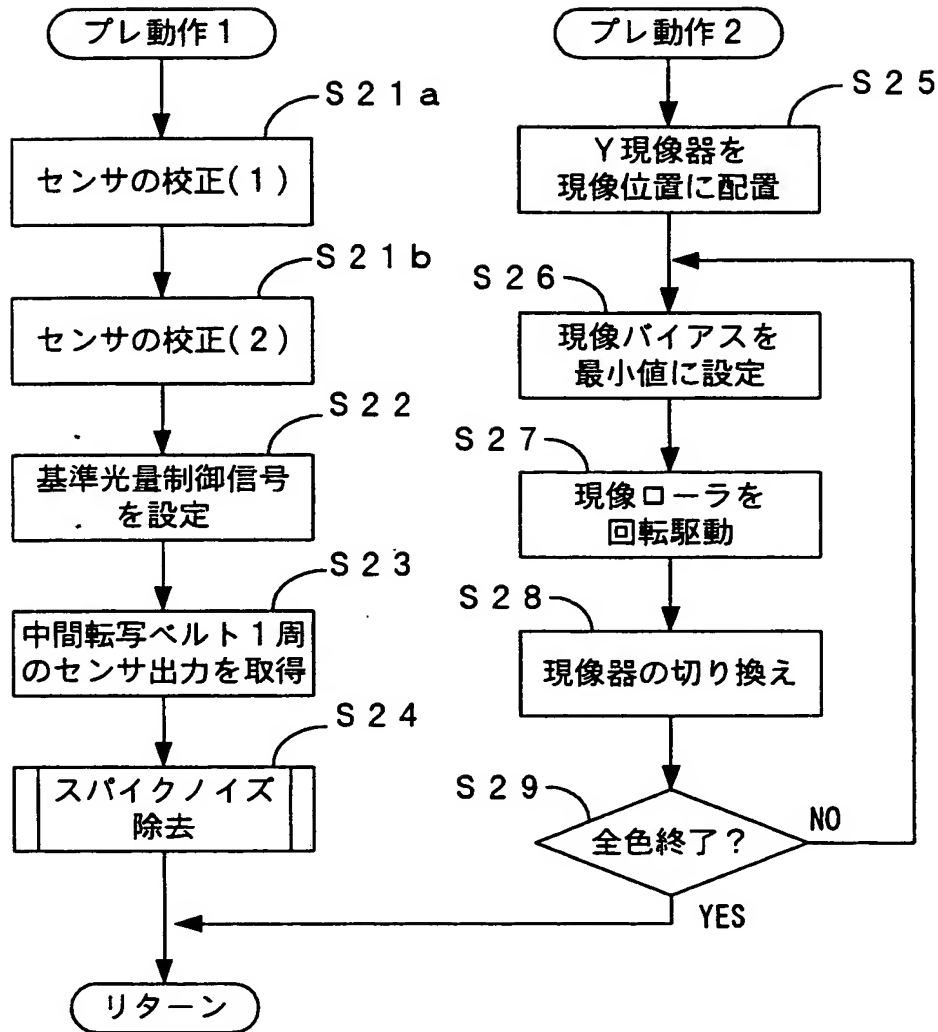 プレ動作１
S21a
センサの校正(1)
S21b
センサの校正(2)
S22
基準光量制御信号
を設定
S23
中間転写ベルト1周
のセンサ出力を取得
S24
スパイクノイズ
除去
リターン
プレ動作２
S25
Y現像器を
現像位置に配置
S26
現像バイアスを
最小値に設定
S27
現像ローラを
回転駆動
S28
現像器の切り換え
S29
全色終了？
NO
YES